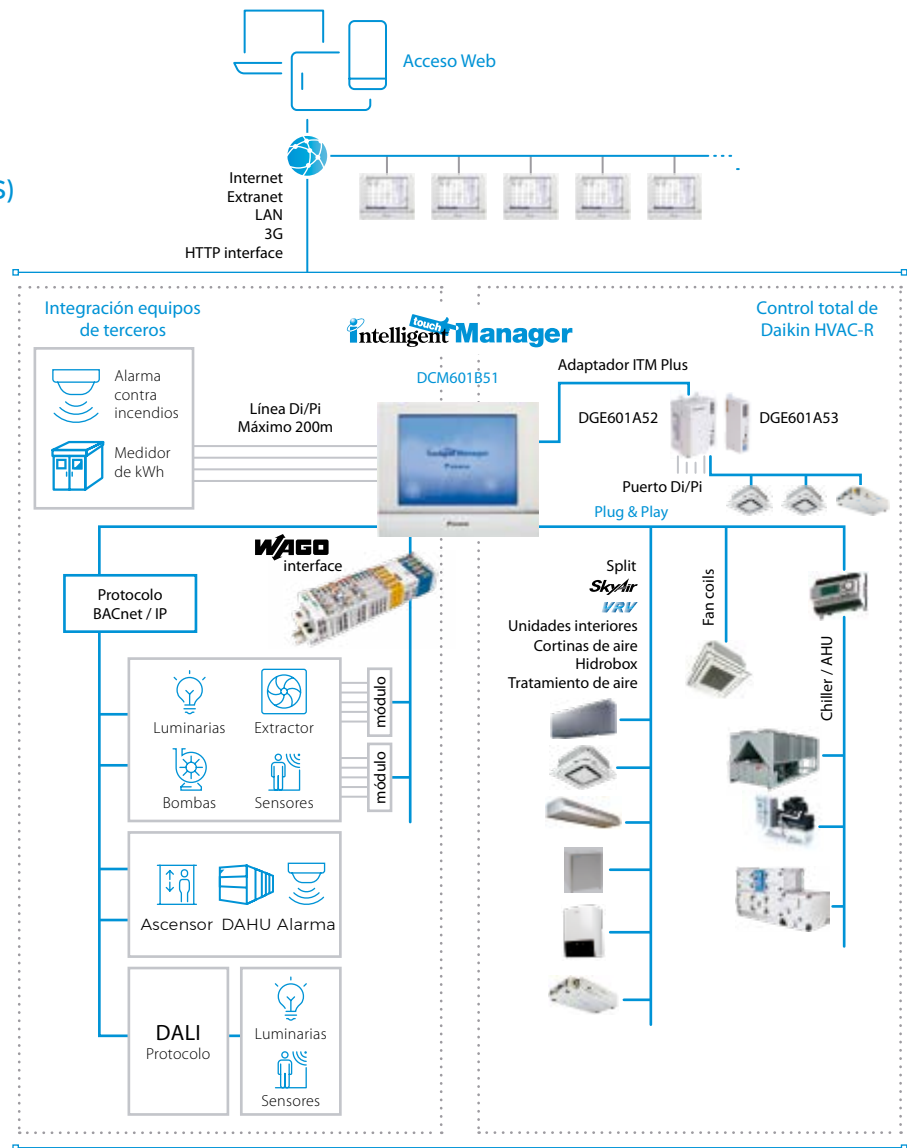 Acceso Web
S)
Internet
Extranet
LAN
3G
HTTP interface
Integración equipos
de terceros
Alarma
contra
incendios
Medidor
de kWh
Línea Di/Pi
Máximo 200m
intelligent touch Manager
DCM601B51
Control total de
Daikin HVAC-R
Adaptador ITM Plus
DGE601A52
DGE601A53
Puerto Di/Pi
Plug & Play
WAGO
interface
Protocolo
BACnet / IP
Luminarias
Extractor
Bombas
Sensores
módulo
módulo
Ascensor
DAHU
Alarma
DALI
Protocolo
Luminarias
Sensores
Split
SkyAir
VRV
Unidades interiores
Cortinas de aire
Hidrobox
Tratamiento de aire
Fan coils
Chiller / AHU